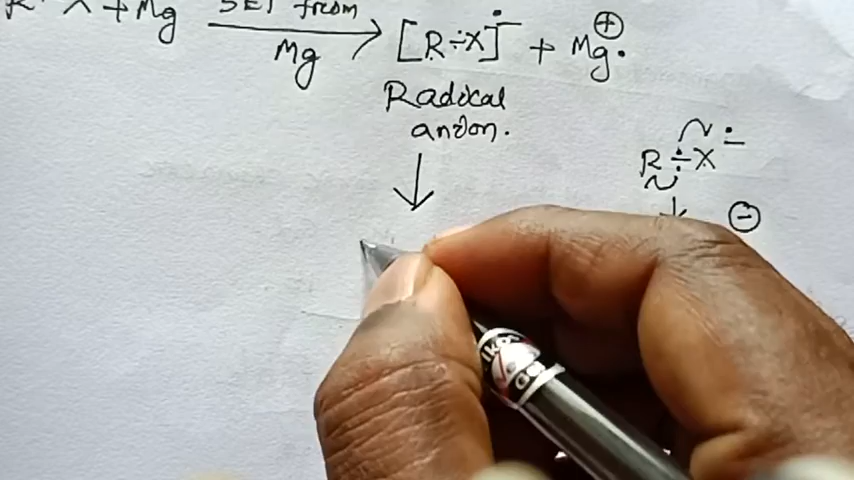 R-X + Mg SET from Mg → [R∸X]•⁻ + Mg⊕•
Radical
anion.
R∸X •⁻
⊖